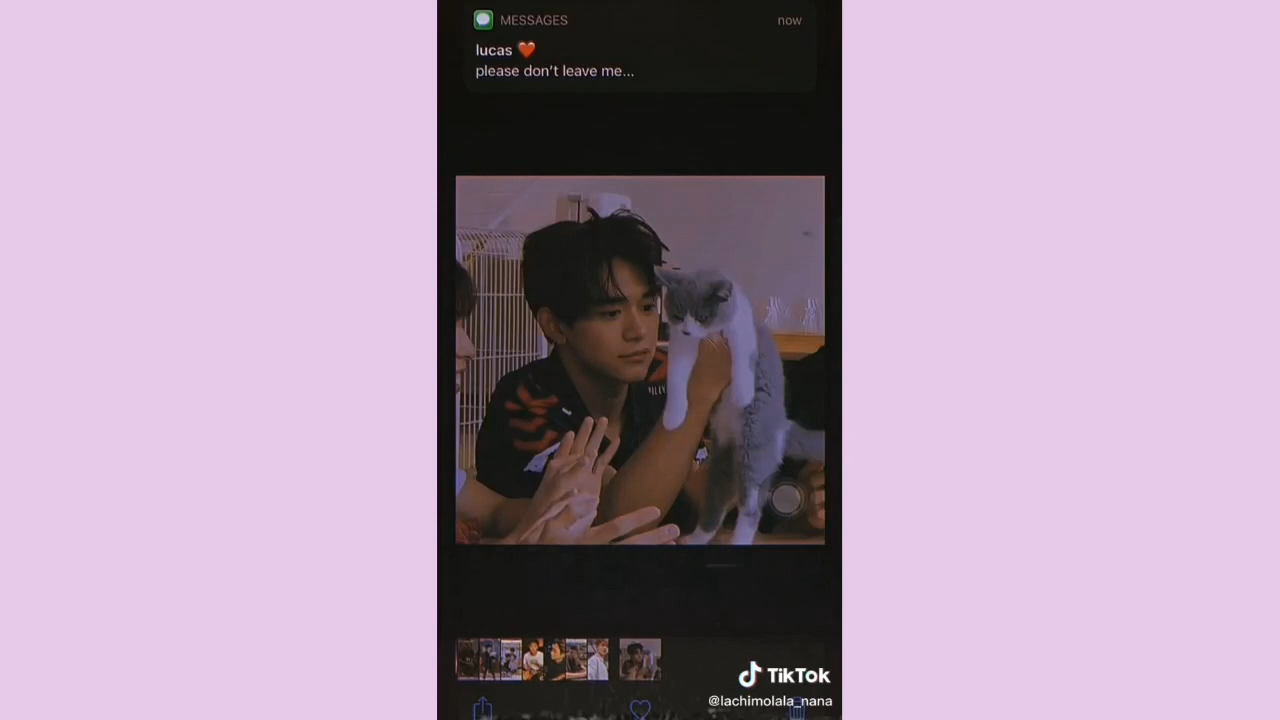 MESSAGES now
lucas ❤️
please don't leave me...
TikTok
@lachimolala_nana